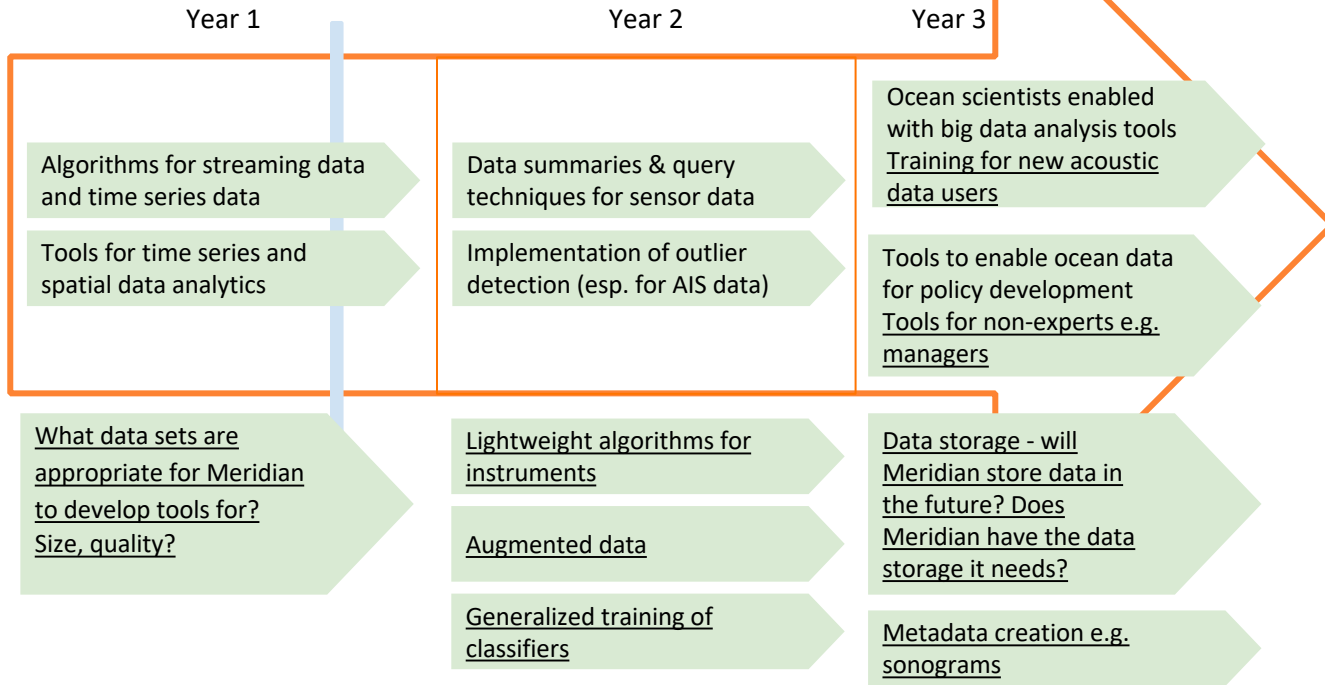 Year 1
Year 2
Year 3
Algorithms for streaming data
and time series data
Tools for time series and
spatial data analytics
Data summaries & query
techniques for sensor data
Implementation of outlier
detection (esp. for AIS data)
Ocean scientists enabled
with big data analysis tools
Training for new acoustic
data users
Tools to enable ocean data
for policy development
Tools for non-experts e.g.
managers
What data sets are
appropriate for Meridian
to develop tools for?
Size, quality?
Lightweight algorithms for
instruments
Augmented data
Generalized training of
classifiers
Data storage - will
Meridian store data in
the future? Does
Meridian have the data
storage it needs?
Metadata creation e.g.
sonograms